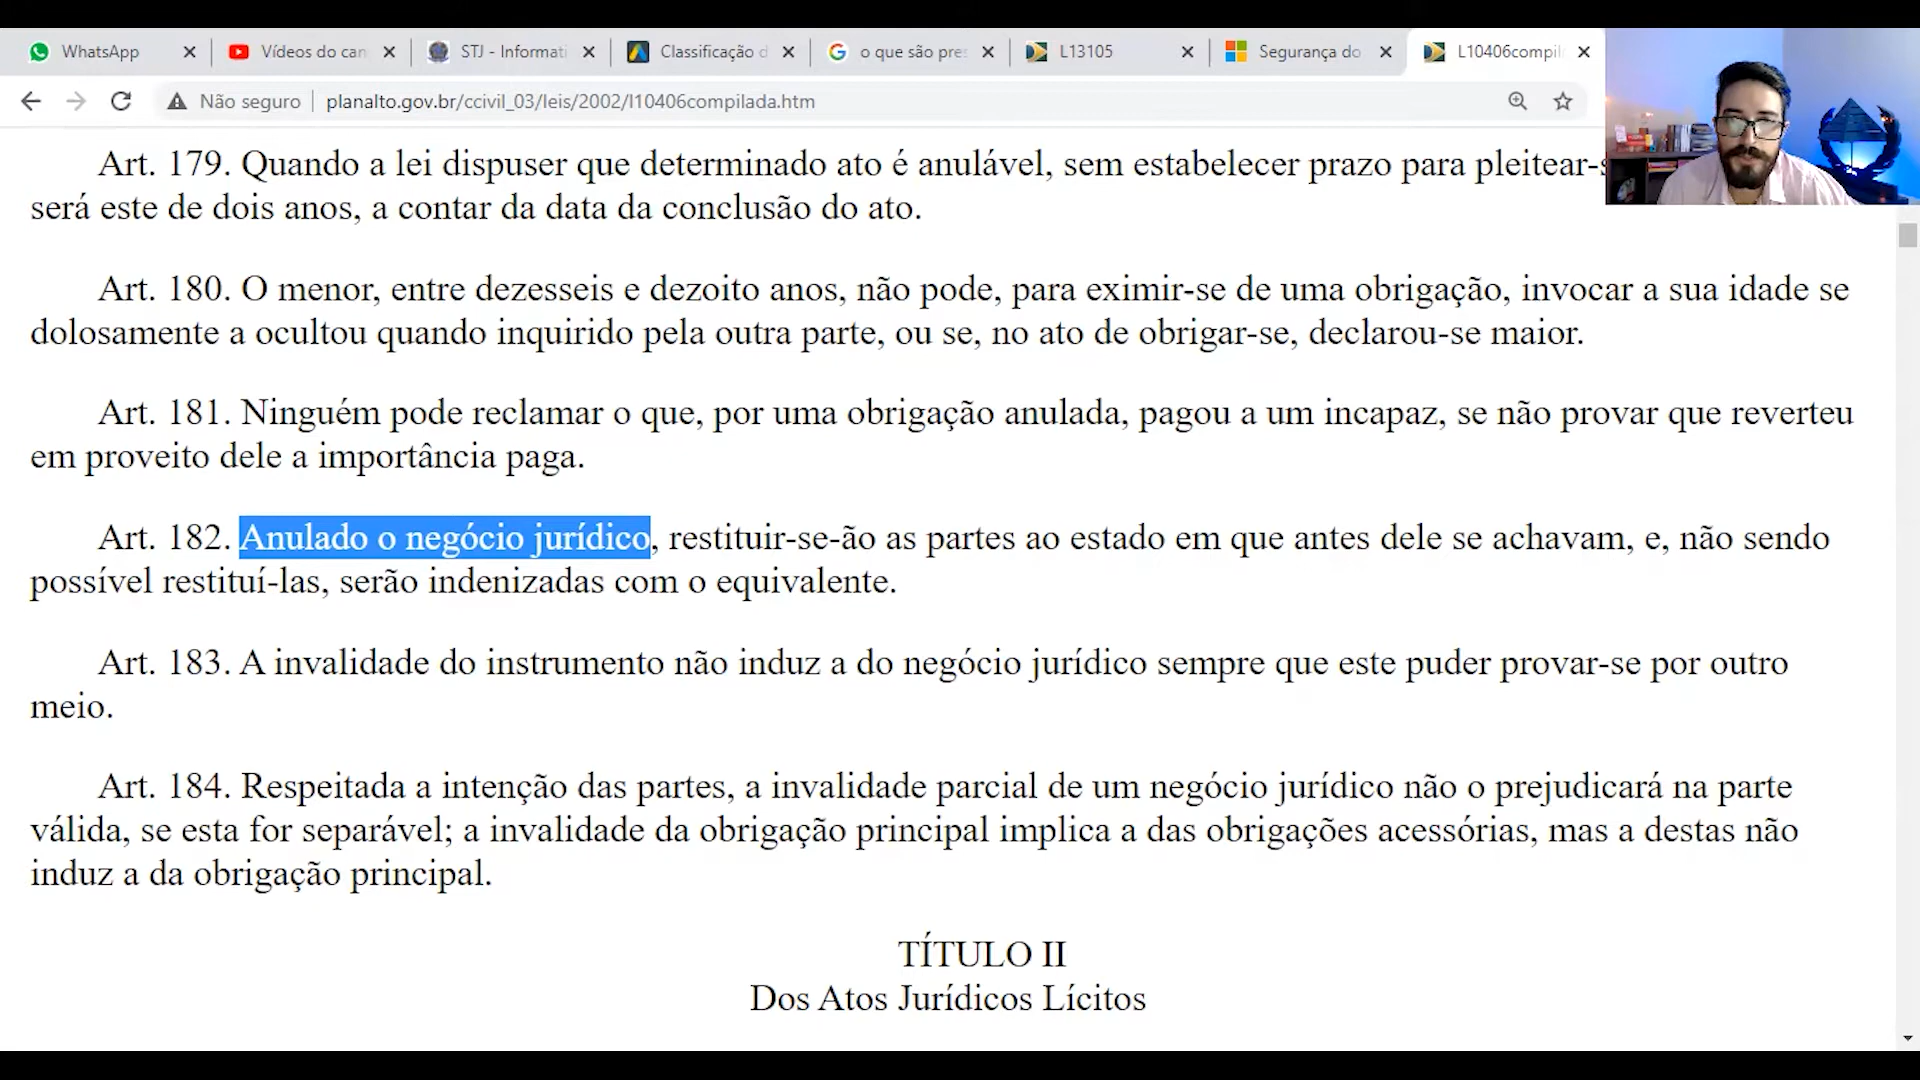 WhatsApp
Vídeos do can
STJ - Informati
Classificação d
o que são pres
L13105
Segurança do
L10406compil
Não seguro
planalto.gov.br/ccivil_03/leis/2002/l10406compilada.htm
Art. 179. Quando a lei dispuser que determinado ato é anulável, sem estabelecer prazo para pleitear-s
será este de dois anos, a contar da data da conclusão do ato.
Art. 180. O menor, entre dezesseis e dezoito anos, não pode, para eximir-se de uma obrigação, invocar a sua idade se
dolosamente a ocultou quando inquirido pela outra parte, ou se, no ato de obrigar-se, declarou-se maior.
Art. 181. Ninguém pode reclamar o que, por uma obrigação anulada, pagou a um incapaz, se não provar que reverteu
em proveito dele a importância paga.
Art. 182. Anulado o negócio jurídico, restituir-se-ão as partes ao estado em que antes dele se achavam, e, não sendo
possível restituí-las, serão indenizadas com o equivalente.
Art. 183. A invalidade do instrumento não induz a do negócio jurídico sempre que este puder provar-se por outro
meio.
Art. 184. Respeitada a intenção das partes, a invalidade parcial de um negócio jurídico não o prejudicará na parte
válida, se esta for separável; a invalidade da obrigação principal implica a das obrigações acessórias, mas a destas não
induz a da obrigação principal.
TÍTULO II
Dos Atos Jurídicos Lícitos